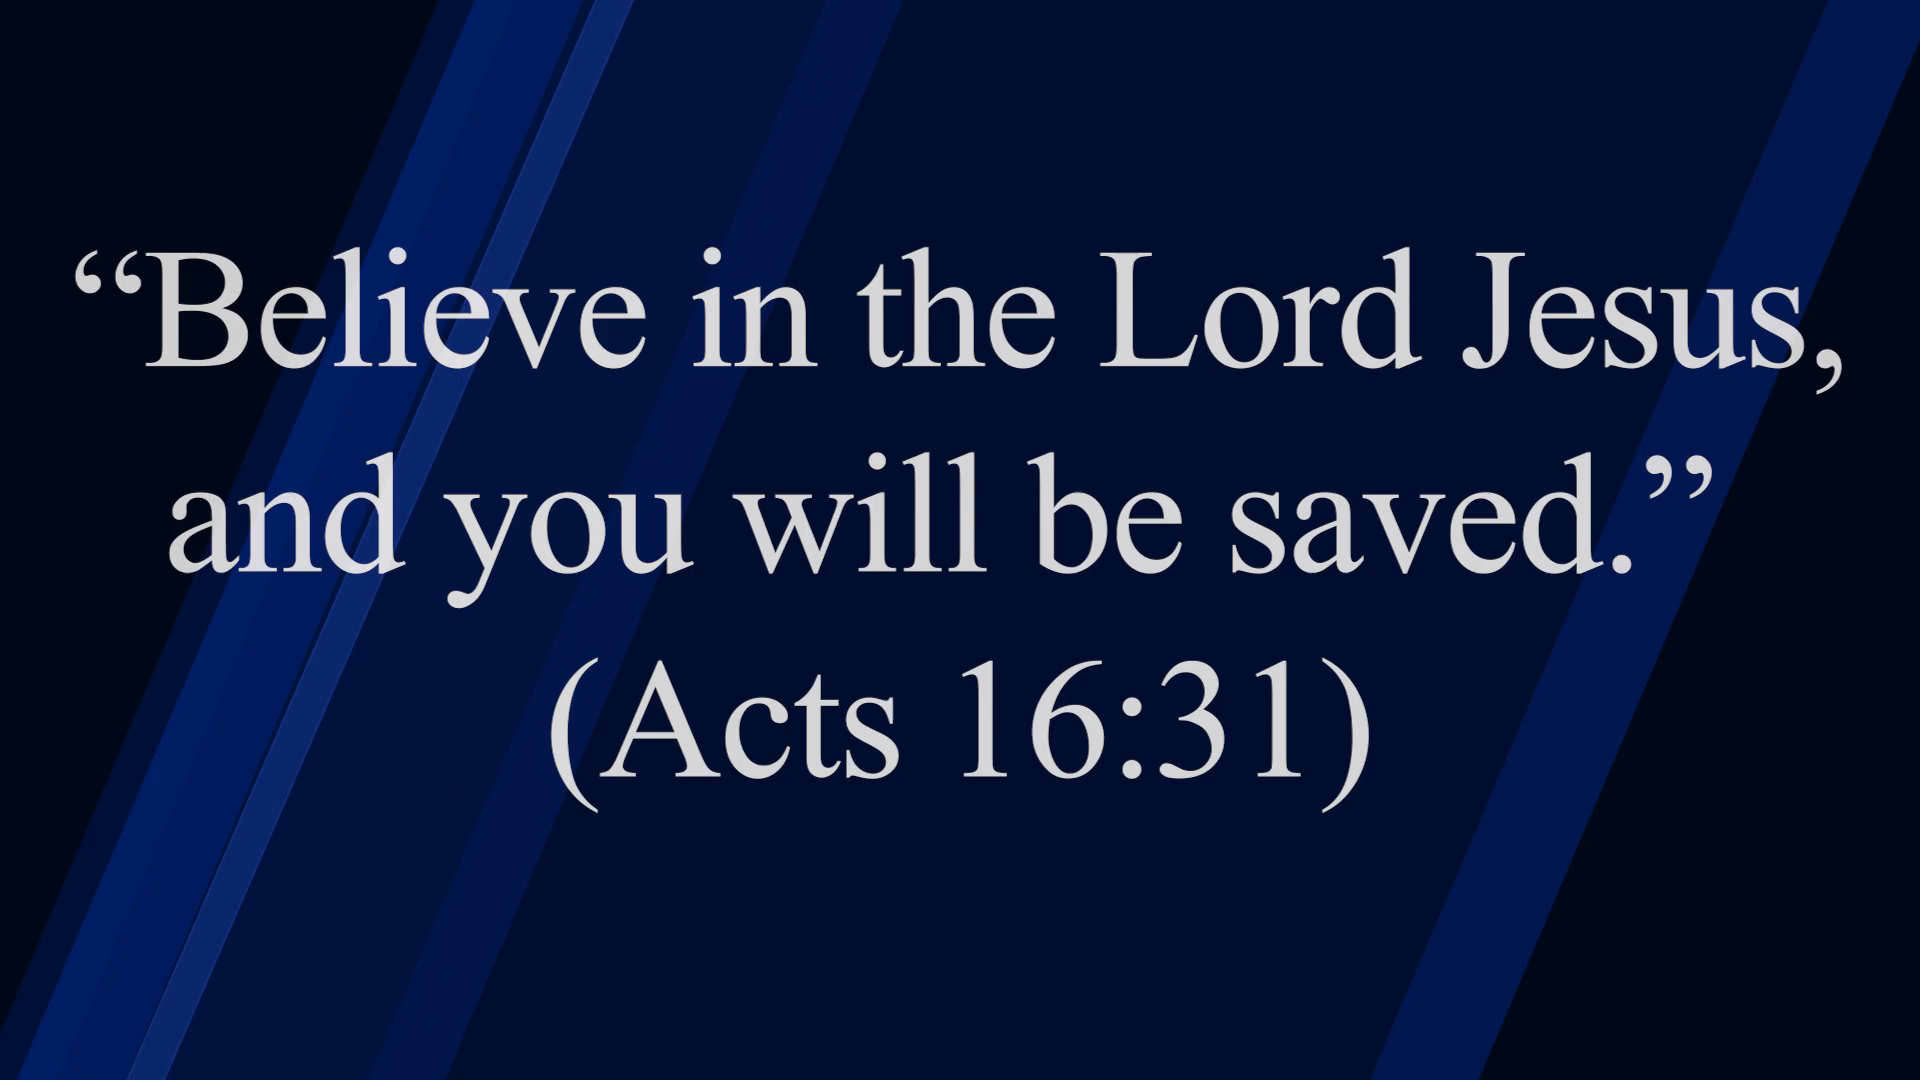 “Believe in the Lord Jesus,
and you will be saved.”
(Acts 16:31)